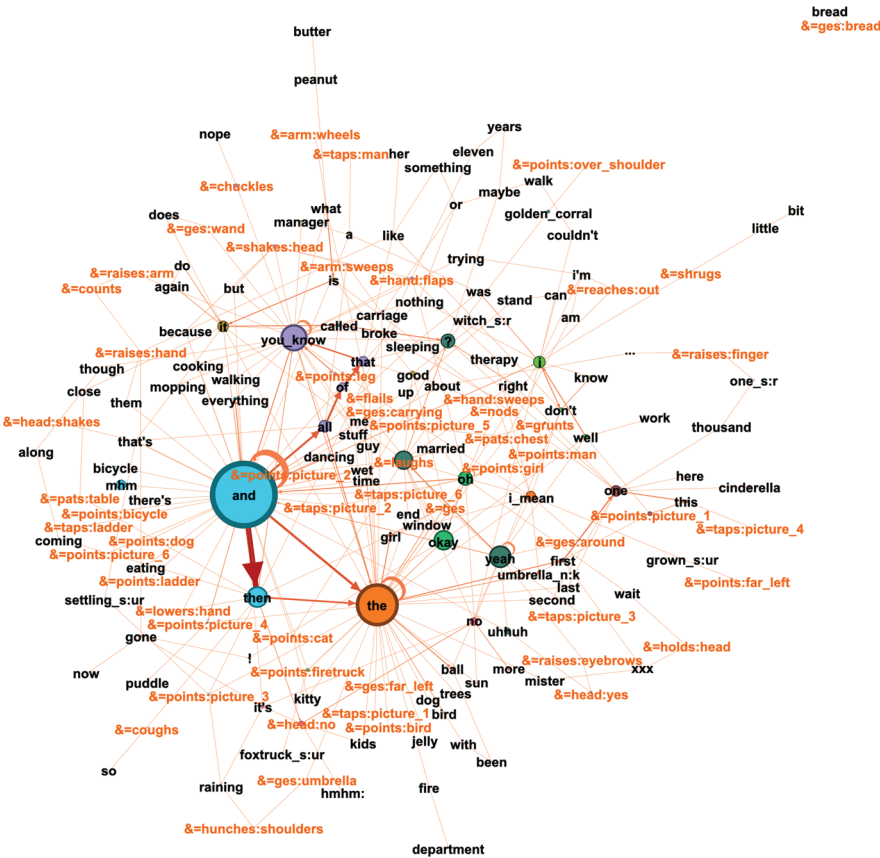 bread
&=ges:bread
butter
peanut
nope
&=arm:wheels
years
&=taps:man
her
eleven
something
&=points:over_shoulder
&=chuckles
maybe
walk
does
what
or
golden_corral
bit
manager
&=ges:wand
a
like
couldn't
little
&=shakes:head
trying
do
&=arm:sweeps
&=raises:arm
is
&=hand:flaps
i'm
&=shrugs
again
but
was
can
&=reaches:out
&=counts
nothing
stand
carriage
am
it
called
witch_s:r
because
you_know
broke
?
sleeping
...
&=raises:hand
that
therapy
i
&=raises:finger
though
cooking
good
know
walking
&=points:leg
of
about
right
one_s:r
close
mopping
up
them
everything
&=flails
&=hand:sweeps
&=ges:carrying
&=nods
don't
work
&=head:shakes
all
me
&=points:picture_5
&=grunts
thousand
that's
stuff
&=pats:chest
well
along
guy
married
&=points:man
dancing
bicycle
wet
&=laughs
&=points:girl
mhm
&=points:picture_2
time
oh
here
cinderella
&=pats:table
there's
and
&=taps:picture_6
i_mean
one
this
&=points:bicycle
&=taps:picture_2
&=ges
&=points:picture_1
&=taps:ladder
end
&=taps:picture_4
coming
&=points:dog
window
girl
okay
&=ges:around
&=points:picture_6
yeah
first
grown_s:ur
eating
umbrella_n:k
&=points:ladder
last
&=points:far_left
settling_s:ur
then
the
second
wait
&=lowers:hand
&=taps:picture_3
&=points:picture_4
no
gone
&=points:cat
uhhuh
&=holds:head
!
&=raises:eyebrows
now
&=points:firetruck
ball
more
xxx
puddle
sun
mister
&=points:picture_3
kitty
&=ges:far_left
trees
&=head:yes
dog
it's
&=taps:picture_1
bird
&=coughs
&=head:no
&=points:bird
kids
jelly
with
foxtruck_s:ur
been
so
raining
&=ges:umbrella
fire
hmhm:
&=hunches:shoulders
department